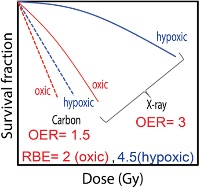 Survival fraction
hypoxic
oxic
hypoxic
oxic
Carbon
X-ray
OER= 1.5
OER= 3
RBE= 2 (oxic) , 4.5(hypoxic)
Dose (Gy)